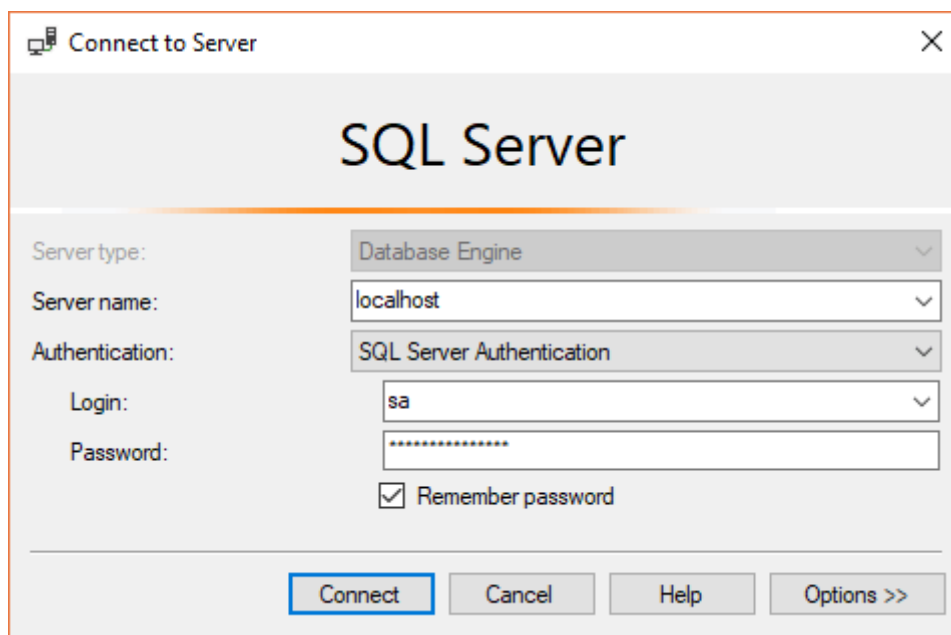 Connect to Server
SQL Server
Server type: Database Engine
Server name: localhost
Authentication: SQL Server Authentication
Login: sa
Password: ***************
Remember password
Connect Cancel Help Options >>